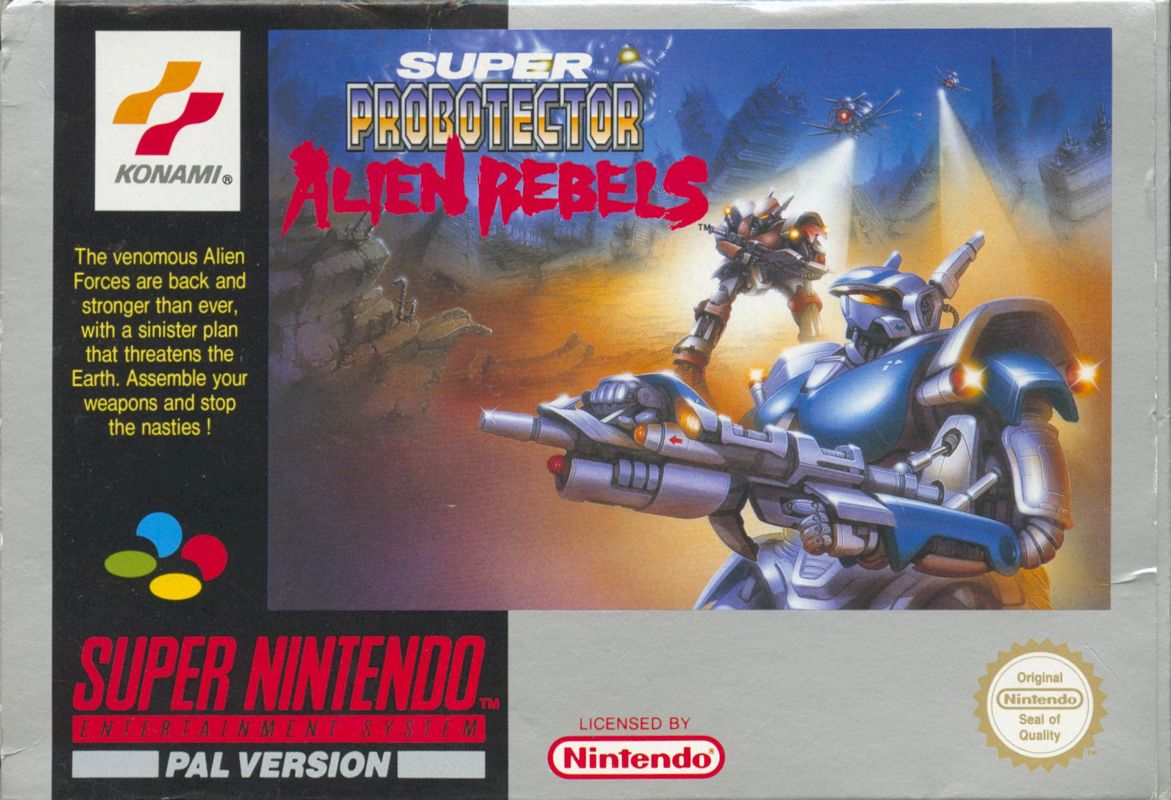 KONAMI®
SUPER
PROBOTECTOR
ALIEN REBELS
TM
The venomous Alien
Forces are back and
stronger than ever,
with a sinister plan
that threatens the
Earth. Assemble your
weapons and stop
the nasties !
SUPER NINTENDO TM
ENTERTAINMENT SYSTEM
PAL VERSION
LICENSED BY
Nintendo®
Original
Nintendo
Seal of
Quality
TM